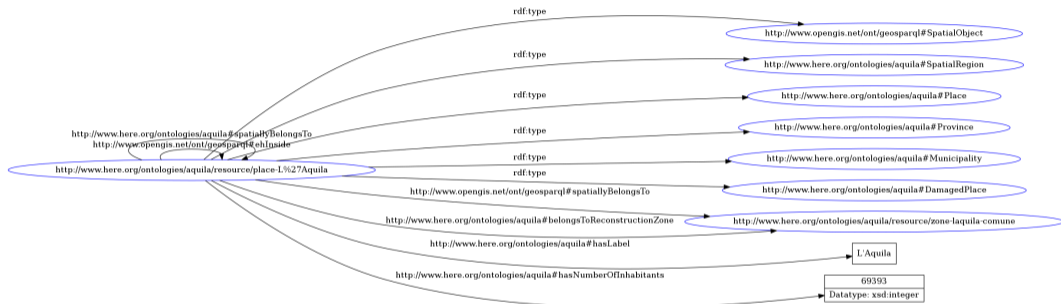 rdf:type
http://www.opengis.net/ont/geosparql#SpatialObject
rdf:type
http://www.here.org/ontologies/aquila#SpatialRegion
rdf:type
http://www.here.org/ontologies/aquila#Place
http://www.here.org/ontologies/aquila#spatiallyBelongsTo
rdf:type
http://www.here.org/ontologies/aquila#Province
http://www.opengis.net/ont/geosparql#ehInside
rdf:type
http://www.here.org/ontologies/aquila#Municipality
http://www.here.org/ontologies/aquila/resource/place-L%27Aquila
rdf:type
http://www.here.org/ontologies/aquila#DamagedPlace
http://www.opengis.net/ont/geosparql#spatiallyBelongsTo
http://www.here.org/ontologies/aquila#belongsToReconstructionZone
http://www.here.org/ontologies/aquila/resource/zone-laquila-comune
http://www.here.org/ontologies/aquila#hasLabel
L'Aquila
http://www.here.org/ontologies/aquila#hasNumberOfInhabitants
69393
Datatype: xsd:integer